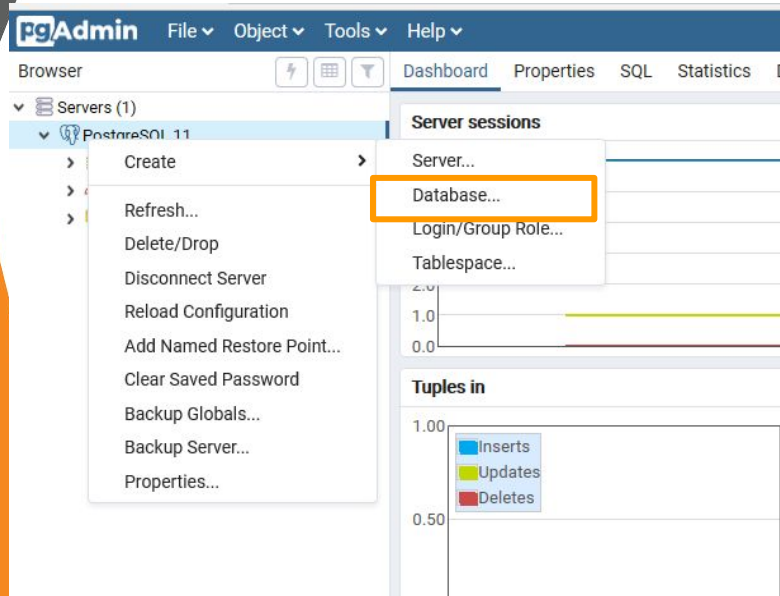 pgAdmin File Object Tools Help
Browser
Dashboard Properties SQL Statistics
Servers (1)
PostgreSQL 11
Server sessions
Create
Server...
Database...
Login/Group Role...
Tablespace...
Refresh...
Delete/Drop
Disconnect Server
Reload Configuration
Add Named Restore Point...
Clear Saved Password
Backup Globals...
Backup Server...
Properties...
2.0
1.0
0.0
Tuples in
1.00
Inserts
Updates
Deletes
0.50